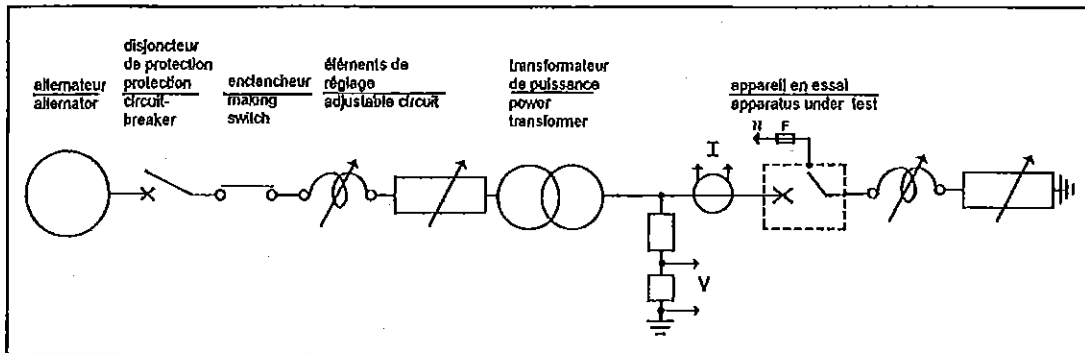 alternateur
alternator
disjoncteur
de protection
protection
circuit-
breaker
enclencheur
making
switch
éléments de
réglage
adjustable circuit
transformateur
de puissance
power
transformer
appareil en essai
apparatus under test
F
I
V